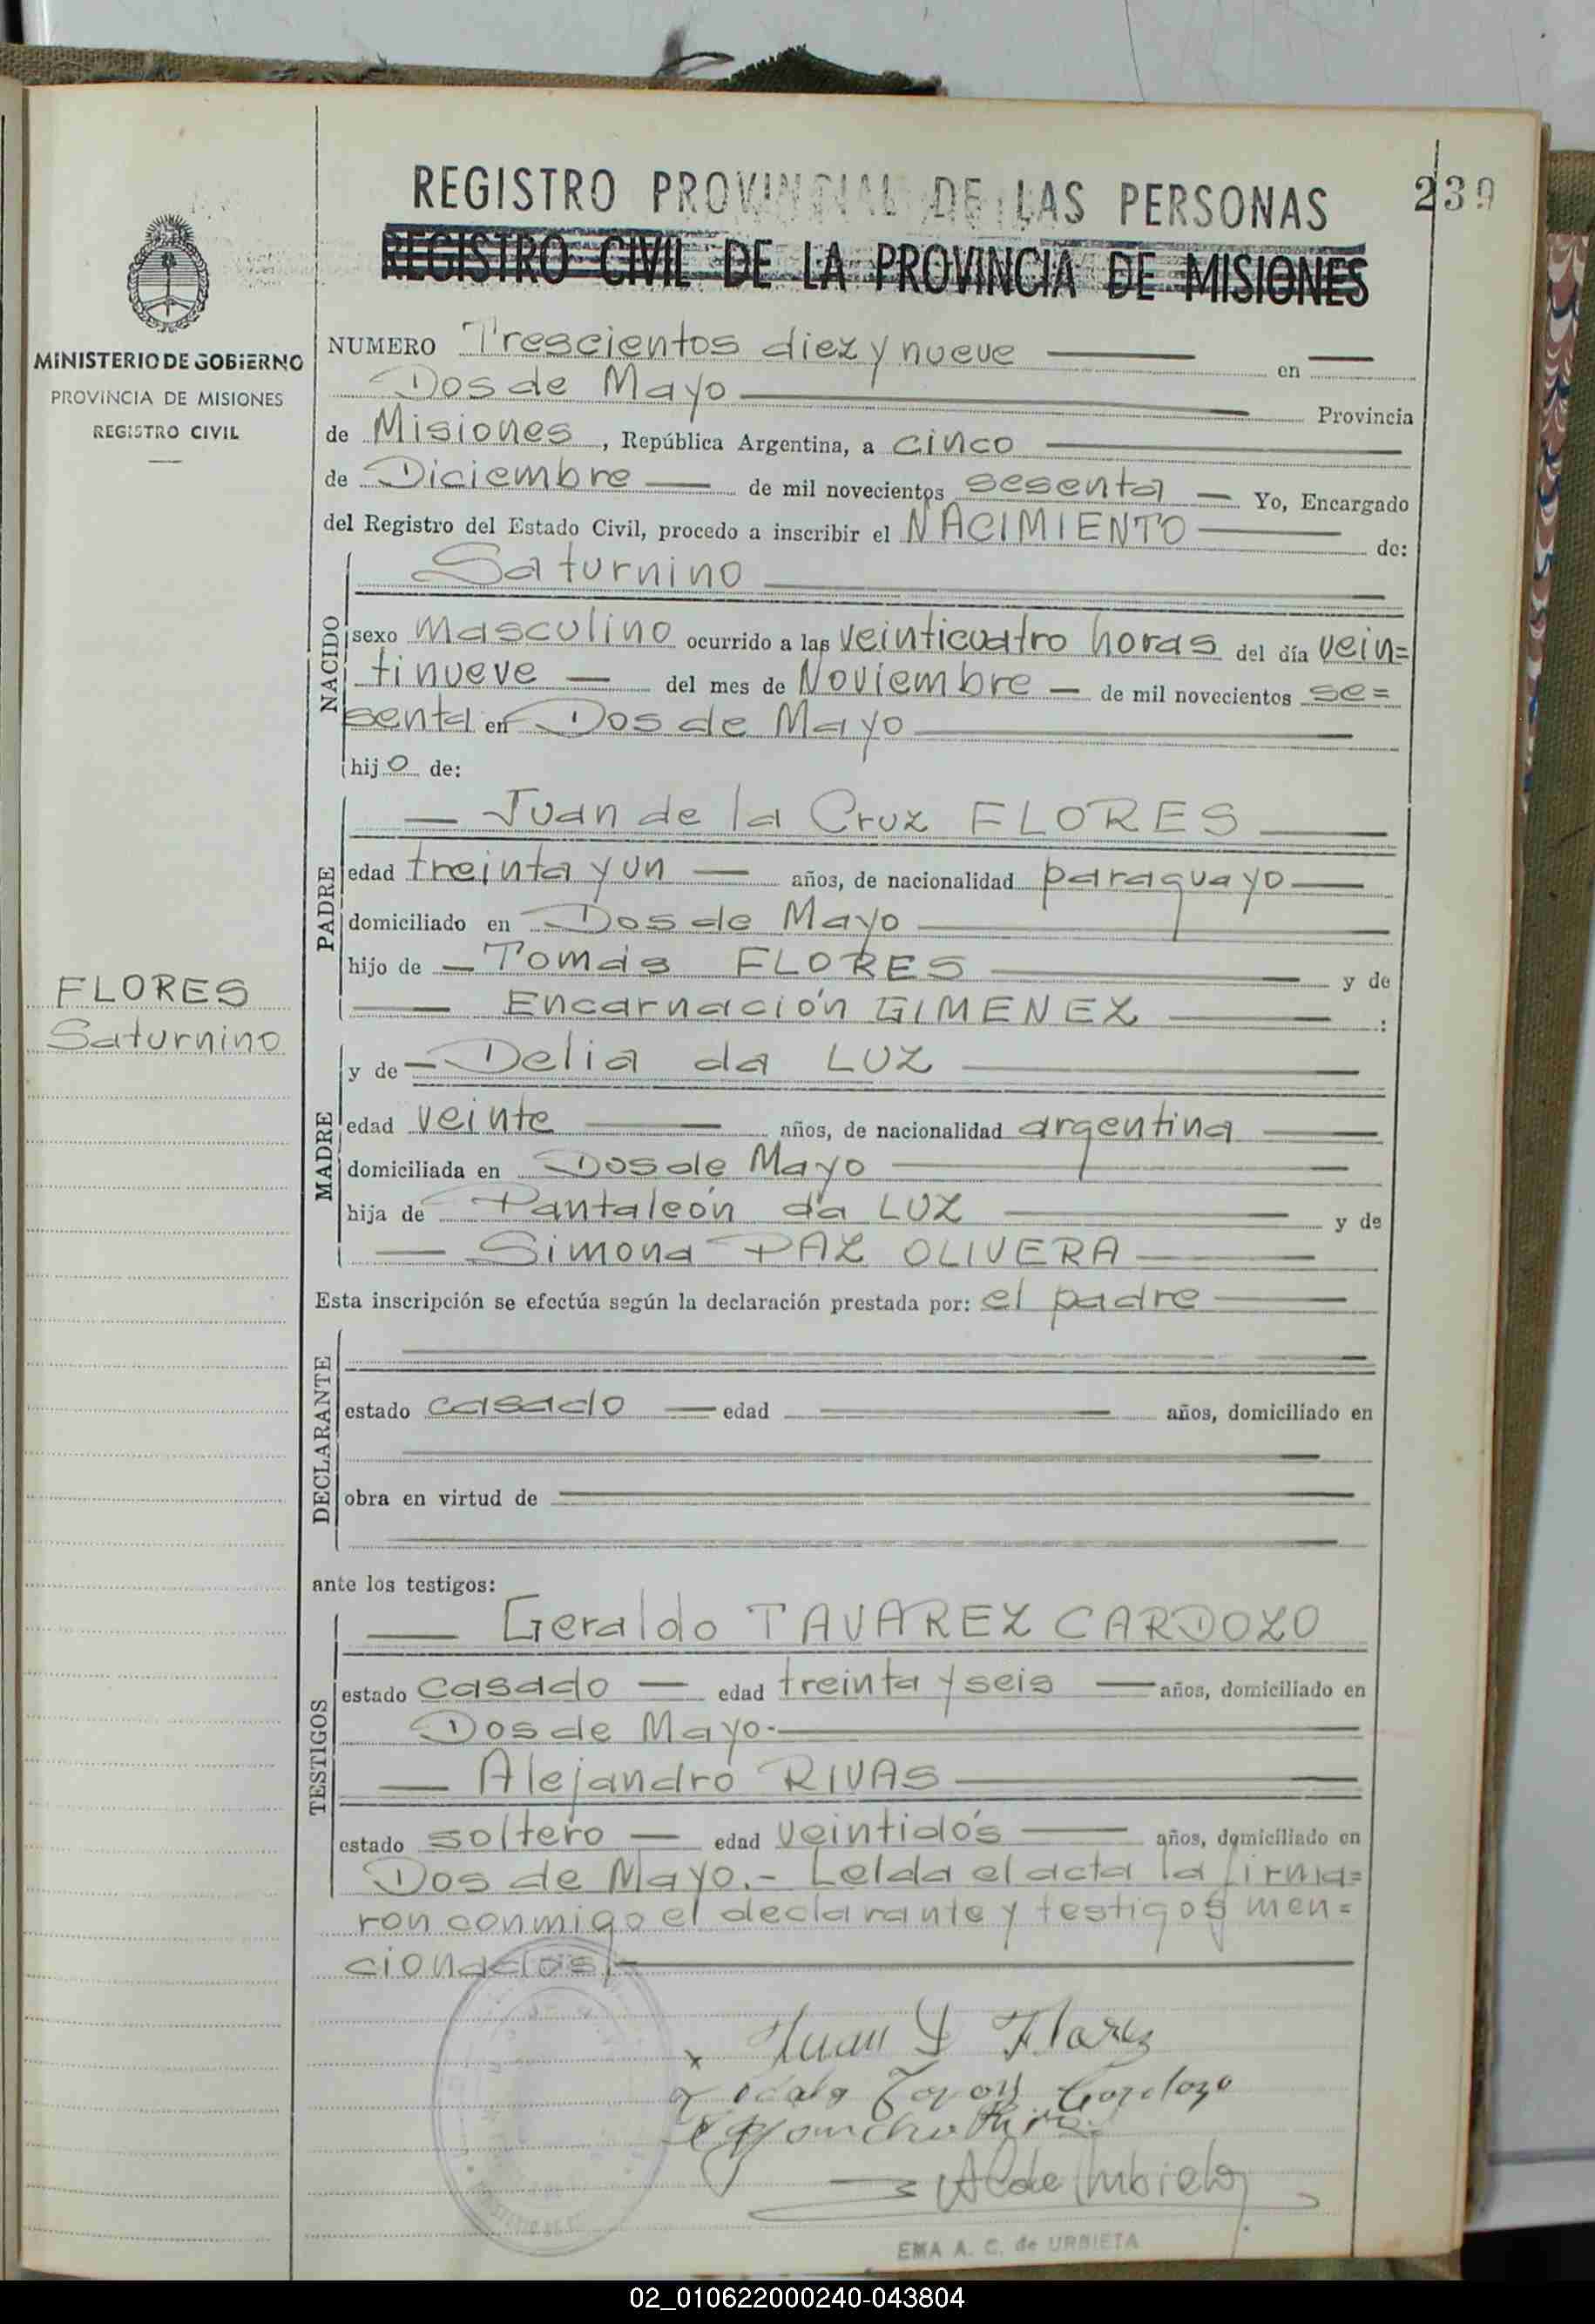 REGISTRO PROVINCIAL DE LAS PERSONAS
239
REGISTRO CIVIL DE LA PROVINCIA DE MISIONES
MINISTERIO DE GOBIERNO
PROVINCIA DE MISIONES
REGISTRO CIVIL
NUMERO Trescientos diez y nueve en
Dos de Mayo Provincia
de Misiones, República Argentina, a cinco
de Diciembre de mil novecientos sesenta Yo, Encargado
del Registro del Estado Civil, procedo a inscribir el NACIMIENTO de:
NACIDO
Saturnino
sexo masculino ocurrido a las veinticuatro horas del día vein=
tinueve del mes de Noviembre de mil novecientos se=
senta en Dos de Mayo
hijo de:
PADRE
Juan de la Cruz FLORES
edad treinta y un años, de nacionalidad paraguayo
domiciliado en Dos de Mayo
hijo de Tomás FLORES y de
Encarnación GIMENEZ :
FLORES
Saturnino
MADRE
y de Delia da LUZ
edad veinte años, de nacionalidad argentina
domiciliada en Dos de Mayo
hija de Pantaleón da LUZ y de
Simona PAZ OLIVERA
Esta inscripción se efectúa según la declaración prestada por: el padre
DECLARANTE
estado casado edad años, domiciliado en
obra en virtud de
ante los testigos:
TESTIGOS
Geraldo TAVAREZ CARDOZO
estado casado edad treinta y seis años, domiciliado en
Dos de Mayo.-
Alejandro RIVAS
estado soltero edad veintidós años, domiciliado en
Dos de Mayo.- Leída el acta la firma=
ron conmigo el declarante y testigos men=
cionados.
x Juan Flores
Cardozo
EMA A. C. de URBIETA
02_010622000240-043804